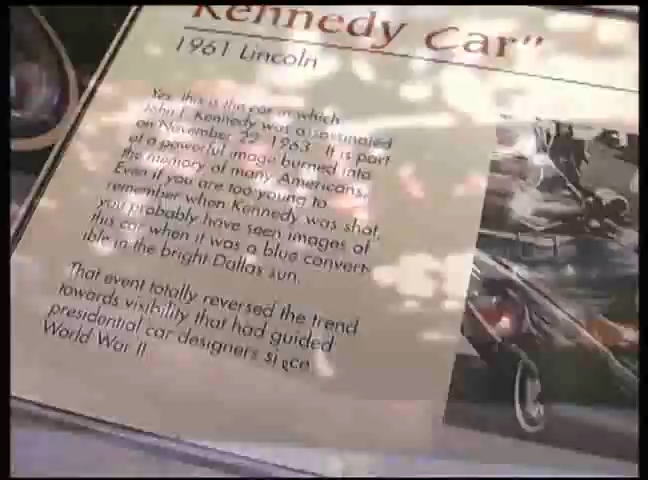 Kennedy Car"
1961 Lincoln
Yes, this is the car in which
John F. Kennedy was assassinated
on November 22, 1963. It is part
of a powerful image burned into
the memory of many Americans.
Even if you are too young to
remember when Kennedy was shot,
you probably have seen images of
this car when it was a blue convert-
ible in the bright Dallas sun.
That event totally reversed the trend
towards visibility that had guided
presidential car designers since
World War II